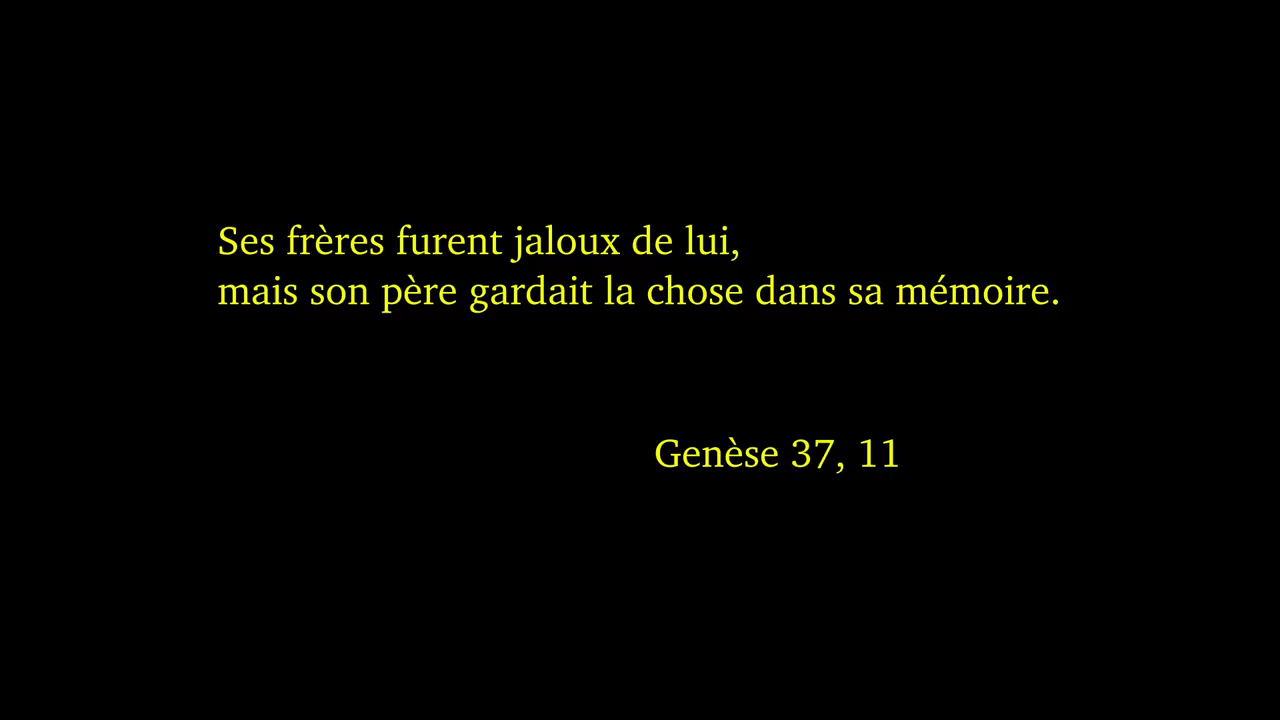 Ses frères furent jaloux de lui,
mais son père gardait la chose dans sa mémoire.
Genèse 37, 11